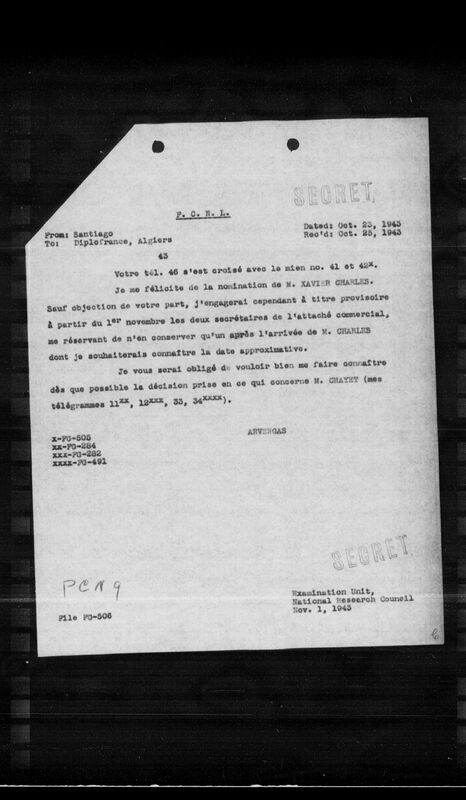 SECRET
F. C. N. L.
From: Santiago
To: Diplofrance, Algiers
Dated: Oct. 23, 1943
Rec'd: Oct. 25, 1943
43
Votre tél. 46 s'est croisé avec le mien no. 41 et 42ˣ.
Je me félicite de la nomination de M. XAVIER CHARLES.
Sauf objection de votre part, j'engagerai cependant à titre provisoire
à partir du 1ᵉʳ novembre les deux secrétaires de l'attaché commercial,
me réservant de n'en conserver qu'un après l'arrivée de M. CHARLES
dont je souhaiterais connaître la date approximative.
Je vous serai obligé de vouloir bien me faire connaître
dès que possible la décision prise en ce qui concerne M. CHAYET (mes
télégrammes 11ˣˣ, 12ˣˣˣ, 33, 34ˣˣˣˣ).
ARVENGAS
x-FG-505
xx-FG-284
xxx-FG-282
xxxx-FG-491
SECRET
PCN 9
Examination Unit,
National Research Council
Nov. 1, 1943
File FG-506